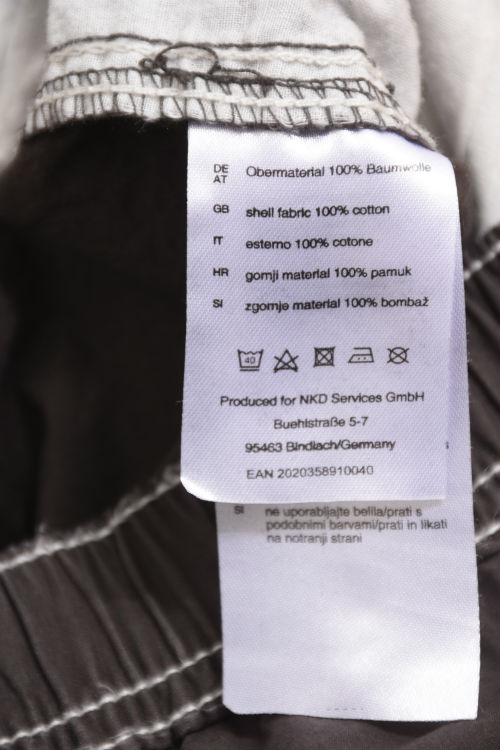 DE AT Obermaterial 100% Baumwolle
GB shell fabric 100% cotton
IT esterno 100% cotone
HR gornji material 100% pamuk
SI zgornje material 100% bombaž
40
Produced for NKD Services GmbH
Buehlstraße 5-7
95463 Bindlach/Germany
EAN 2020358910040
SI ne uporabljajte belila/prati s
podobnimi barvami/prati in likati
na notranji strani